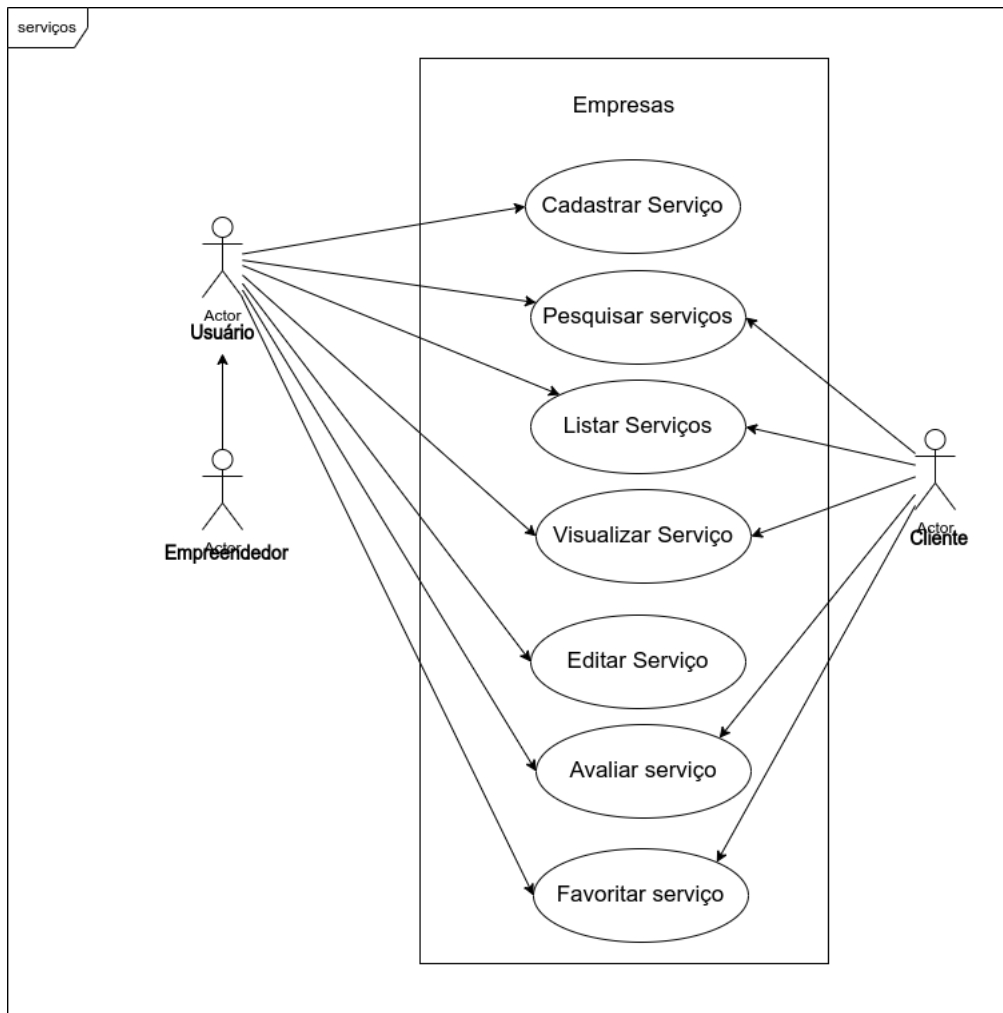 serviços
Empresas
Cadastrar Serviço
Actor
Usuário
Pesquisar serviços
Listar Serviços
Visualizar Serviço
Actor
Empreendedor
Actor
Cliente
Editar Serviço
Avaliar serviço
Favoritar serviço